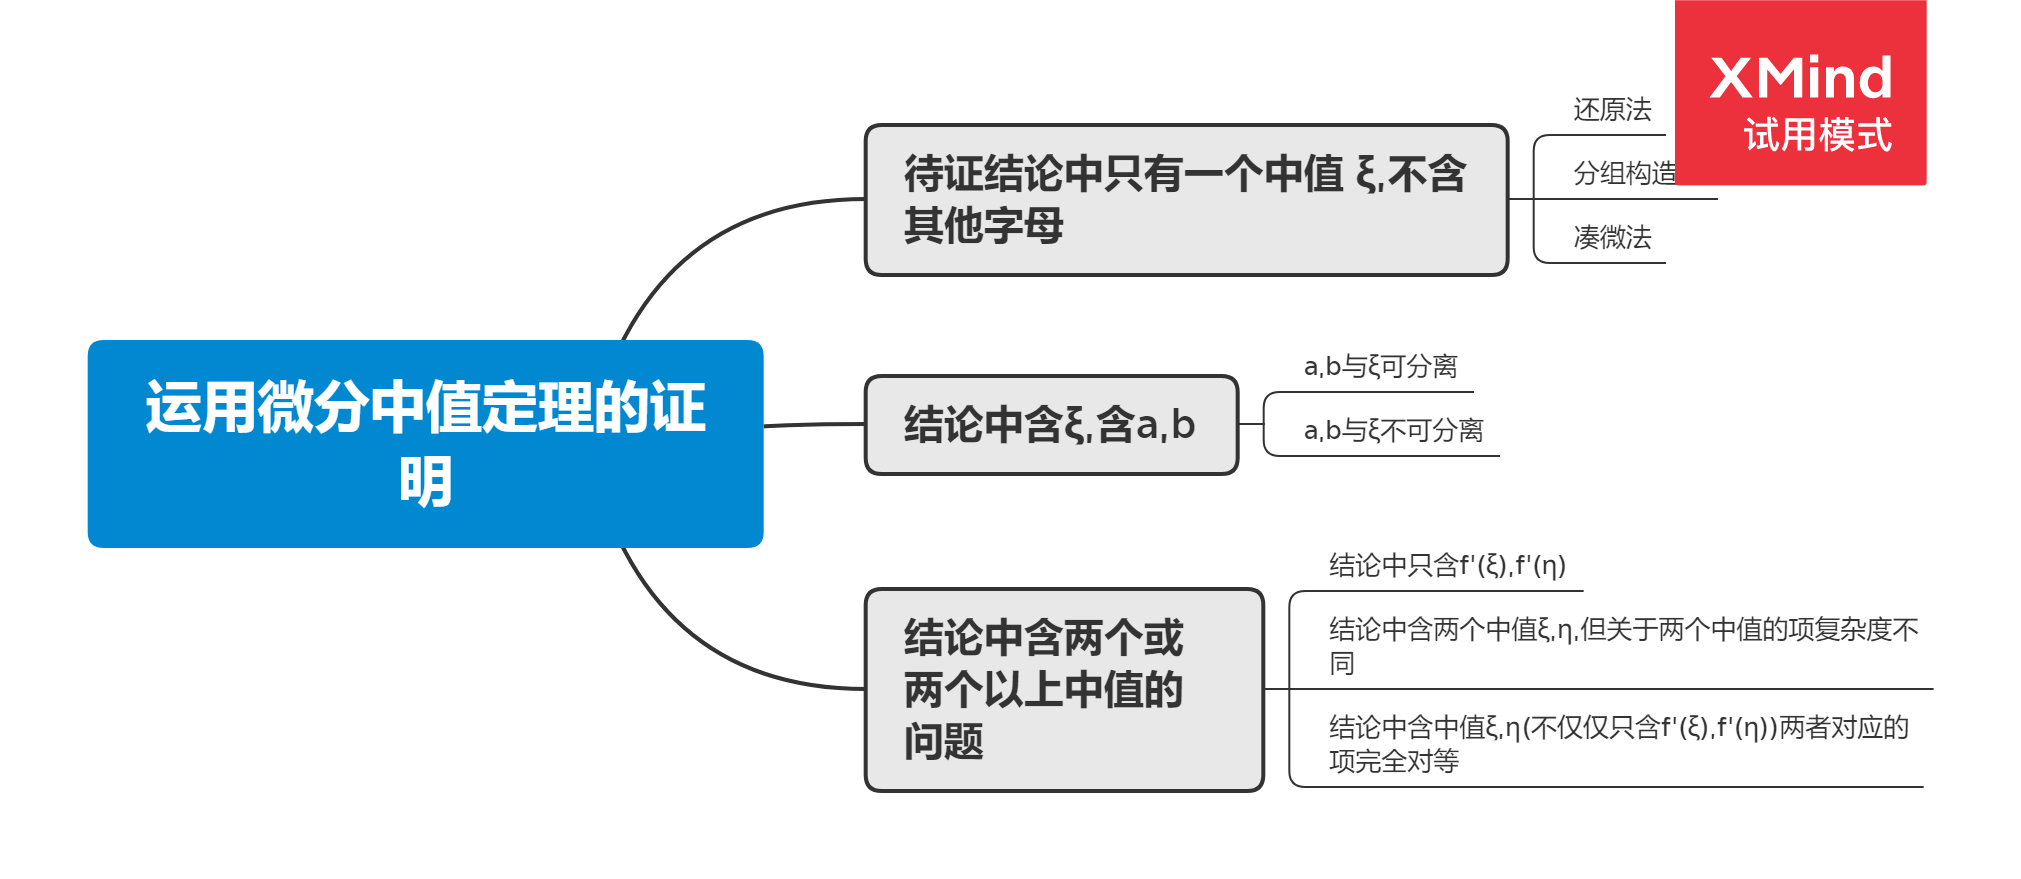 XMind
试用模式
还原法
分组构造
凑微法
待证结论中只有一个中值 ξ,不含
其他字母
a,b与ξ可分离
a,b与ξ不可分离
结论中含ξ,含a,b
运用微分中值定理的证
明
结论中只含f'(ξ),f'(η)
结论中含两个中值ξ,η,但关于两个中值的项复杂度不
同
结论中含中值ξ,η(不仅仅只含f'(ξ),f'(η))两者对应的
项完全对等
结论中含两个或
两个以上中值的
问题